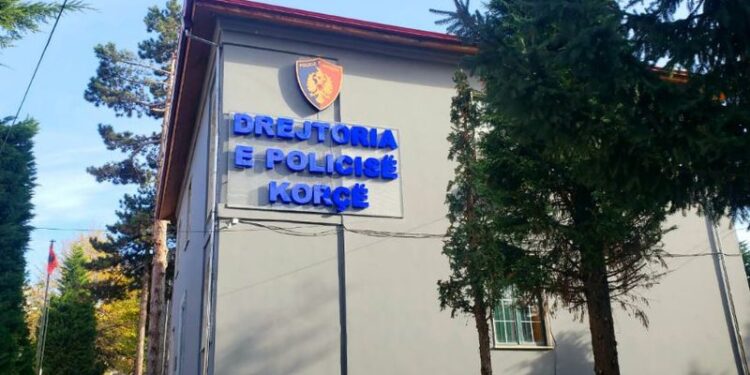 DREJTORIA
E POLICISË
KORÇË